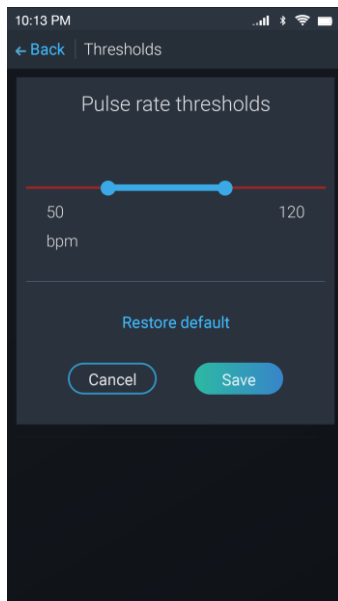 10:13 PM
← Back Thresholds
Pulse rate thresholds
50 120
bpm
Restore default
Cancel Save